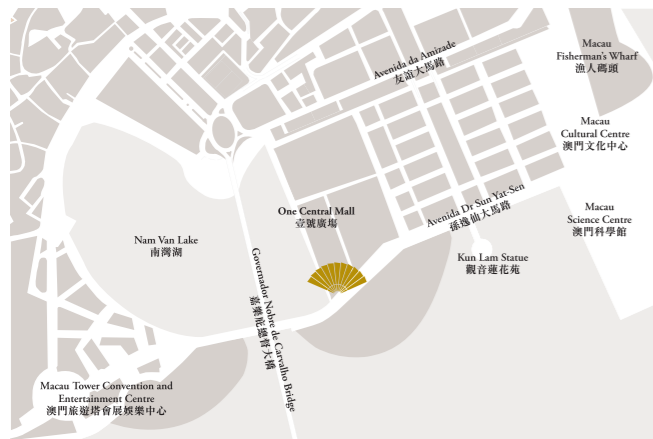 Macau
Fisherman's Wharf
漁人碼頭
Avenida da Amizade
友誼大馬路
Macau
Cultural Centre
澳門文化中心
Avenida Dr Sun Yat-Sen
孫逸仙大馬路
Macau
Science Centre
澳門科學館
One Central Mall
壹號廣場
Nam Van Lake
南灣湖
Kun Lam Statue
觀音蓮花苑
Governador Nobre de Carvalho Bridge
嘉樂庇總督大橋
Macau Tower Convention and
Entertainment Centre
澳門旅遊塔會展娛樂中心